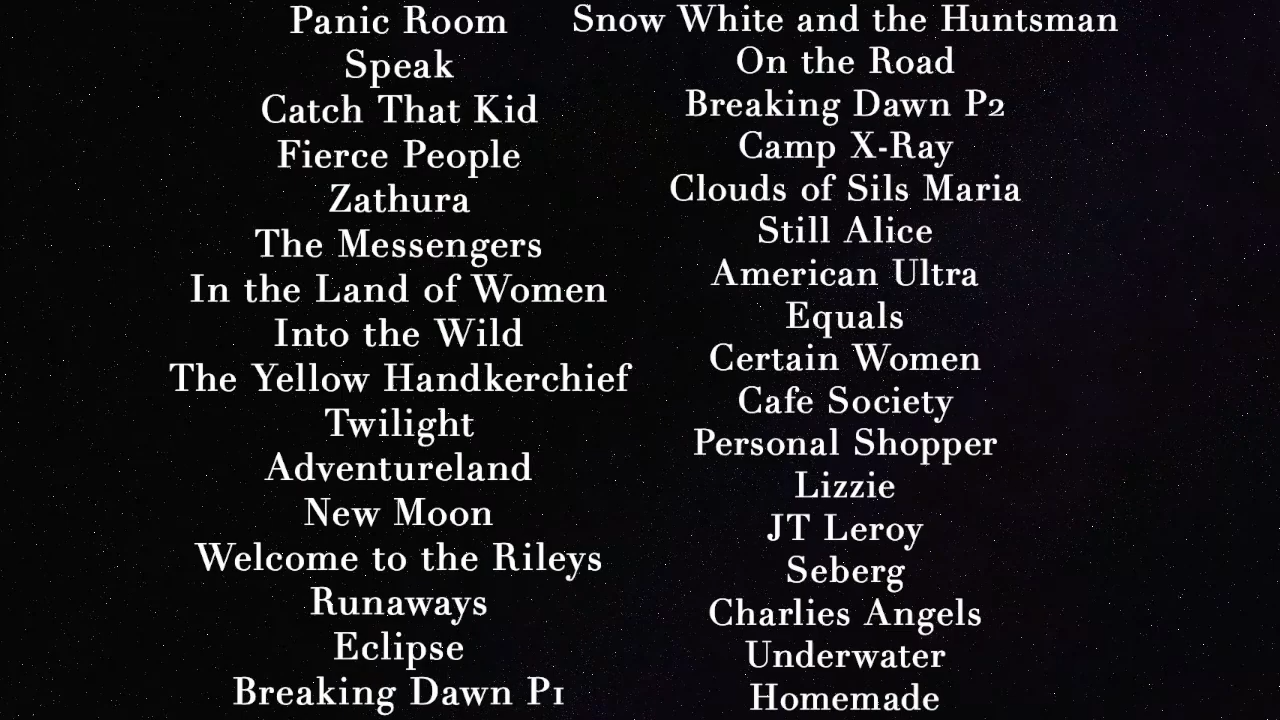 Panic Room
Speak
Catch That Kid
Fierce People
Zathura
The Messengers
In the Land of Women
Into the Wild
The Yellow Handkerchief
Twilight
Adventureland
New Moon
Welcome to the Rileys
Runaways
Eclipse
Breaking Dawn P1
Snow White and the Huntsman
On the Road
Breaking Dawn P2
Camp X-Ray
Clouds of Sils Maria
Still Alice
American Ultra
Equals
Certain Women
Cafe Society
Personal Shopper
Lizzie
JT Leroy
Seberg
Charlies Angels
Underwater
Homemade